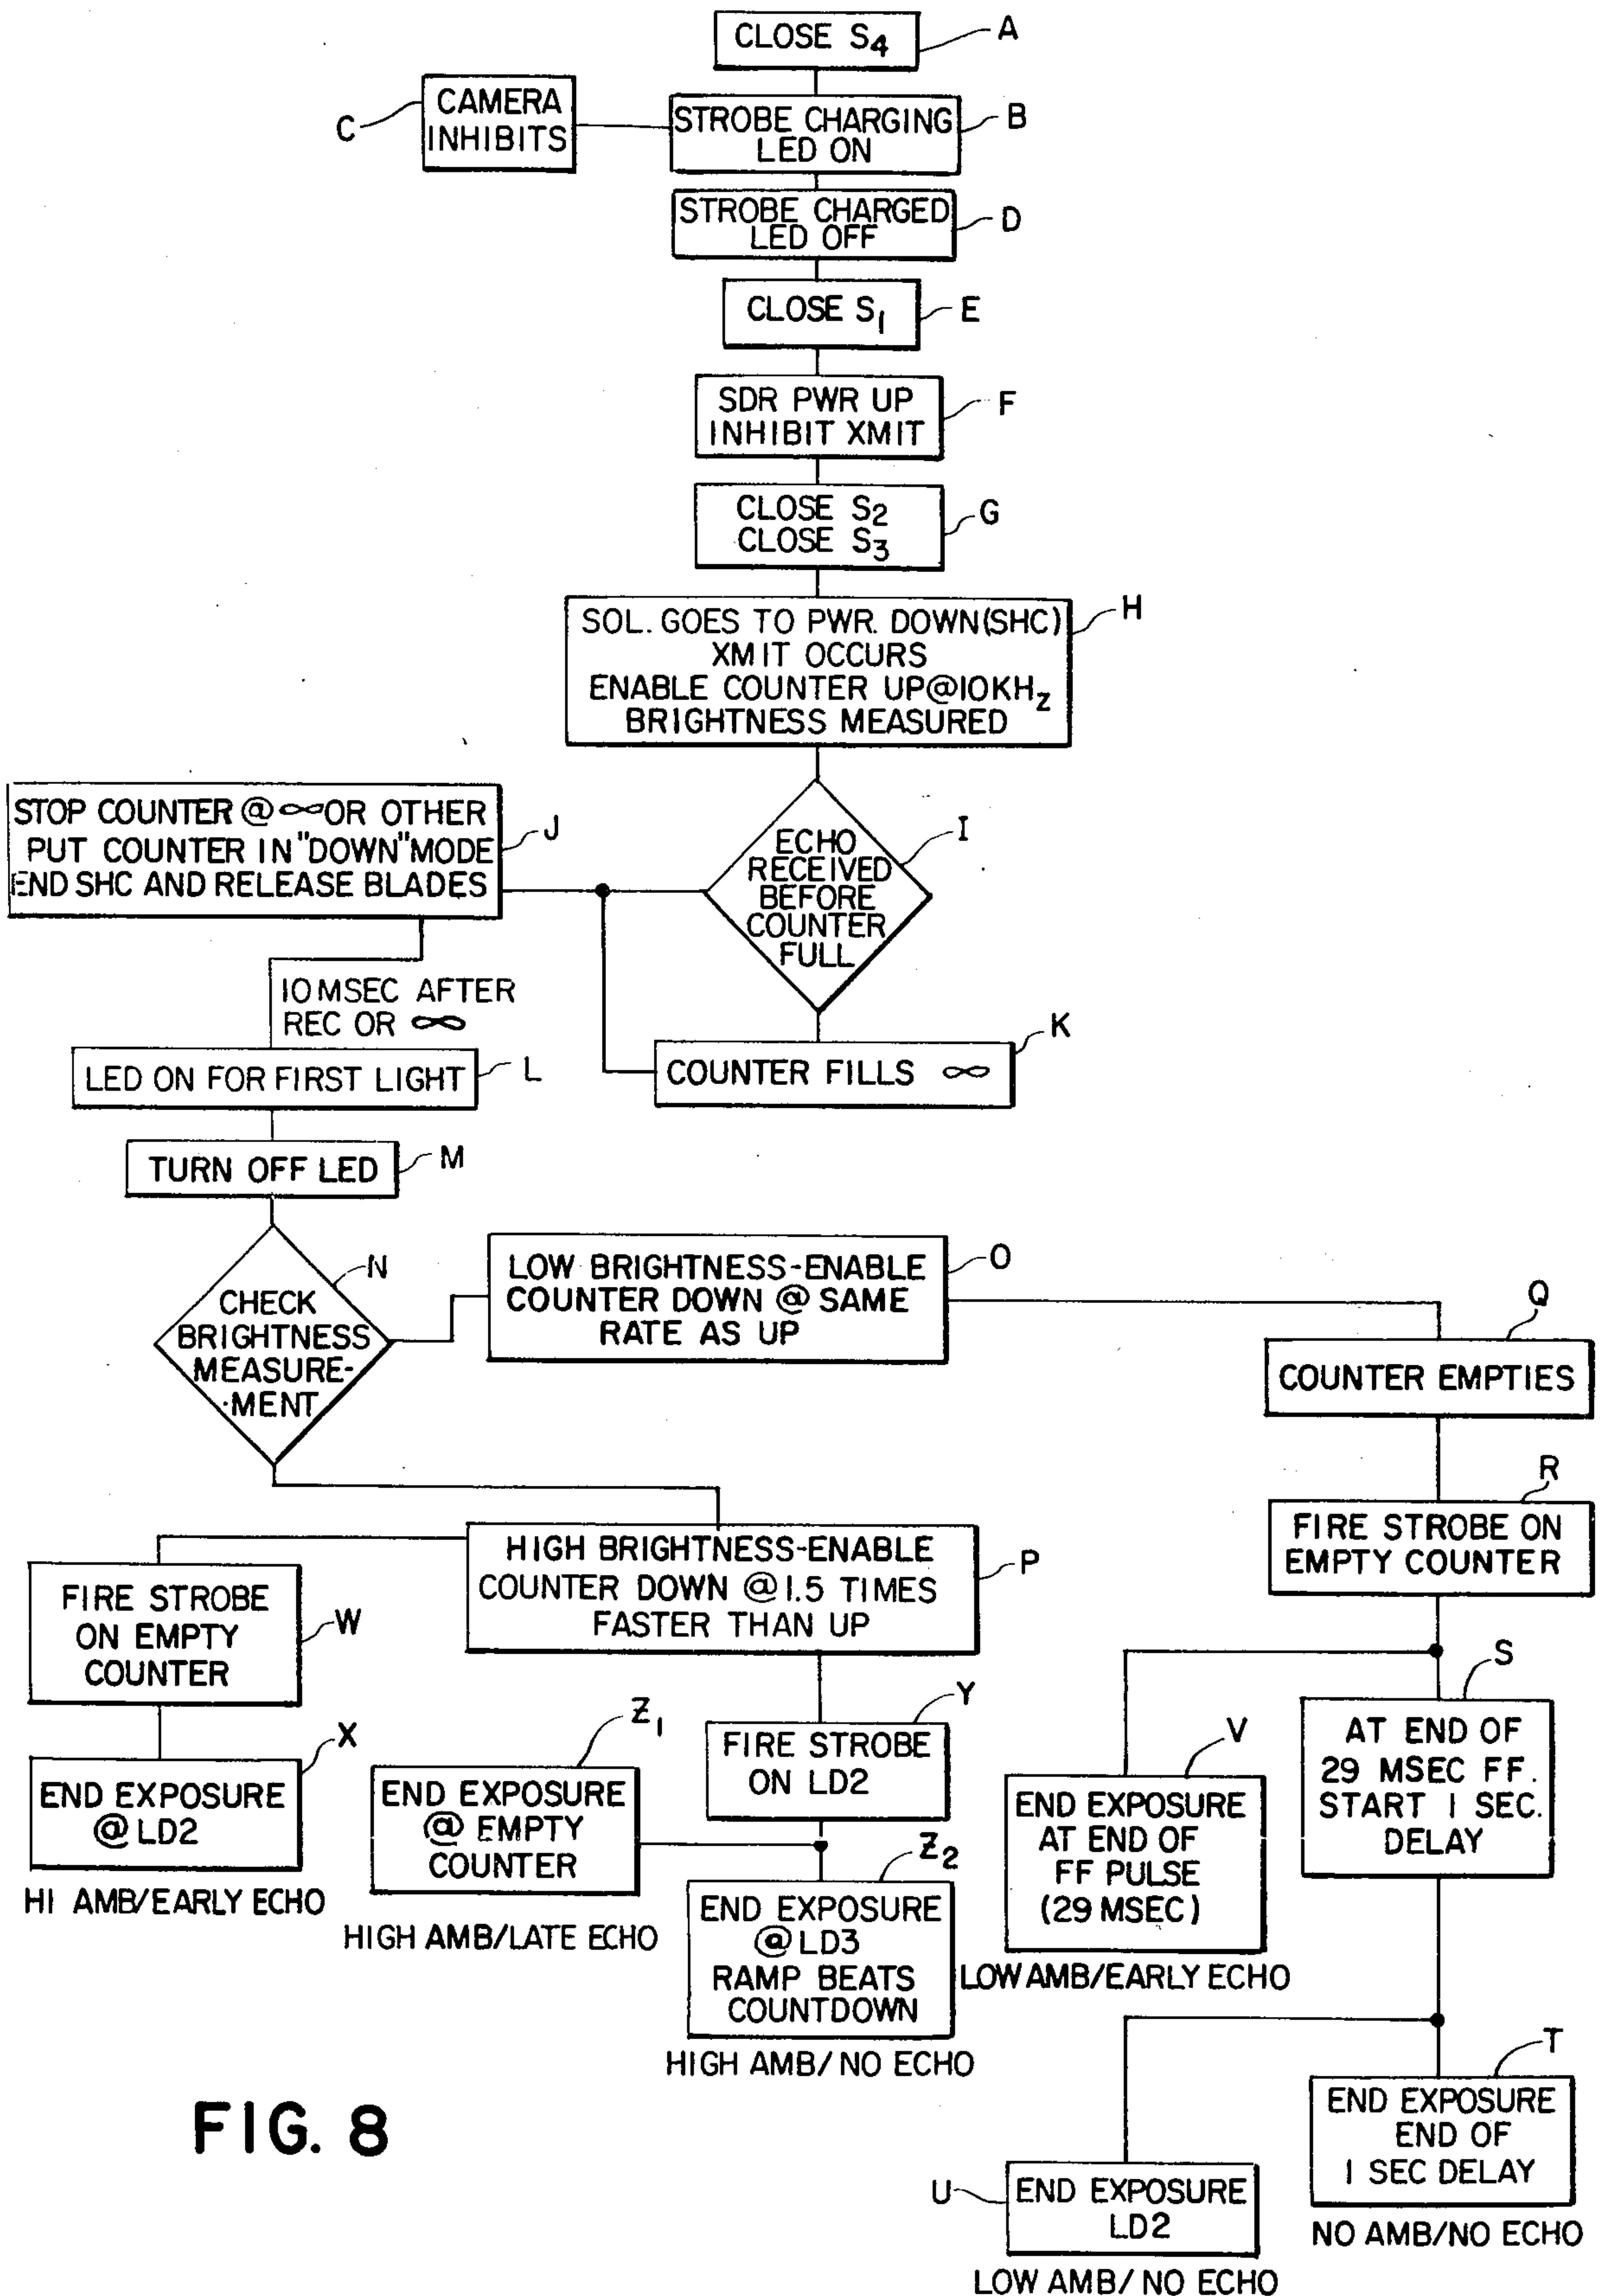 CLOSE S4
A
CAMERA
INHIBITS
C
STROBE CHARGING
LED ON
B
STROBE CHARGED
LED OFF
D
CLOSE S1
E
SDR PWR UP
INHIBIT XMIT
F
CLOSE S2
CLOSE S3
G
SOL. GOES TO PWR. DOWN(SHC)
XMIT OCCURS
ENABLE COUNTER UP@10KHz
BRIGHTNESS MEASURED
H
STOP COUNTER @ ∞ OR OTHER
PUT COUNTER IN "DOWN" MODE
END SHC AND RELEASE BLADES
J
ECHO
RECEIVED
BEFORE
COUNTER
FULL
I
10 MSEC AFTER
REC OR ∞
COUNTER FILLS ∞
K
LED ON FOR FIRST LIGHT
L
TURN OFF LED
M
CHECK
BRIGHTNESS
MEASURE-
MENT
N
LOW BRIGHTNESS-ENABLE
COUNTER DOWN @ SAME
RATE AS UP
O
COUNTER EMPTIES
Q
FIRE STROBE ON
EMPTY COUNTER
R
HIGH BRIGHTNESS-ENABLE
COUNTER DOWN @ 1.5 TIMES
FASTER THAN UP
P
FIRE STROBE
ON EMPTY
COUNTER
W
END EXPOSURE
@ LD2
X
HI AMB/EARLY ECHO
FIRE STROBE
ON LD2
Y
END EXPOSURE
@ EMPTY
COUNTER
Z1
HIGH AMB/LATE ECHO
END EXPOSURE
@ LD3
RAMP BEATS
COUNTDOWN
Z2
HIGH AMB/NO ECHO
END EXPOSURE
AT END OF
FF PULSE
(29 MSEC)
V
LOW AMB/EARLY ECHO
AT END OF
29 MSEC FF.
START 1 SEC.
DELAY
S
END EXPOSURE
END OF
1 SEC DELAY
T
NO AMB/NO ECHO
END EXPOSURE
LD2
U
LOW AMB/NO ECHO
FIG. 8